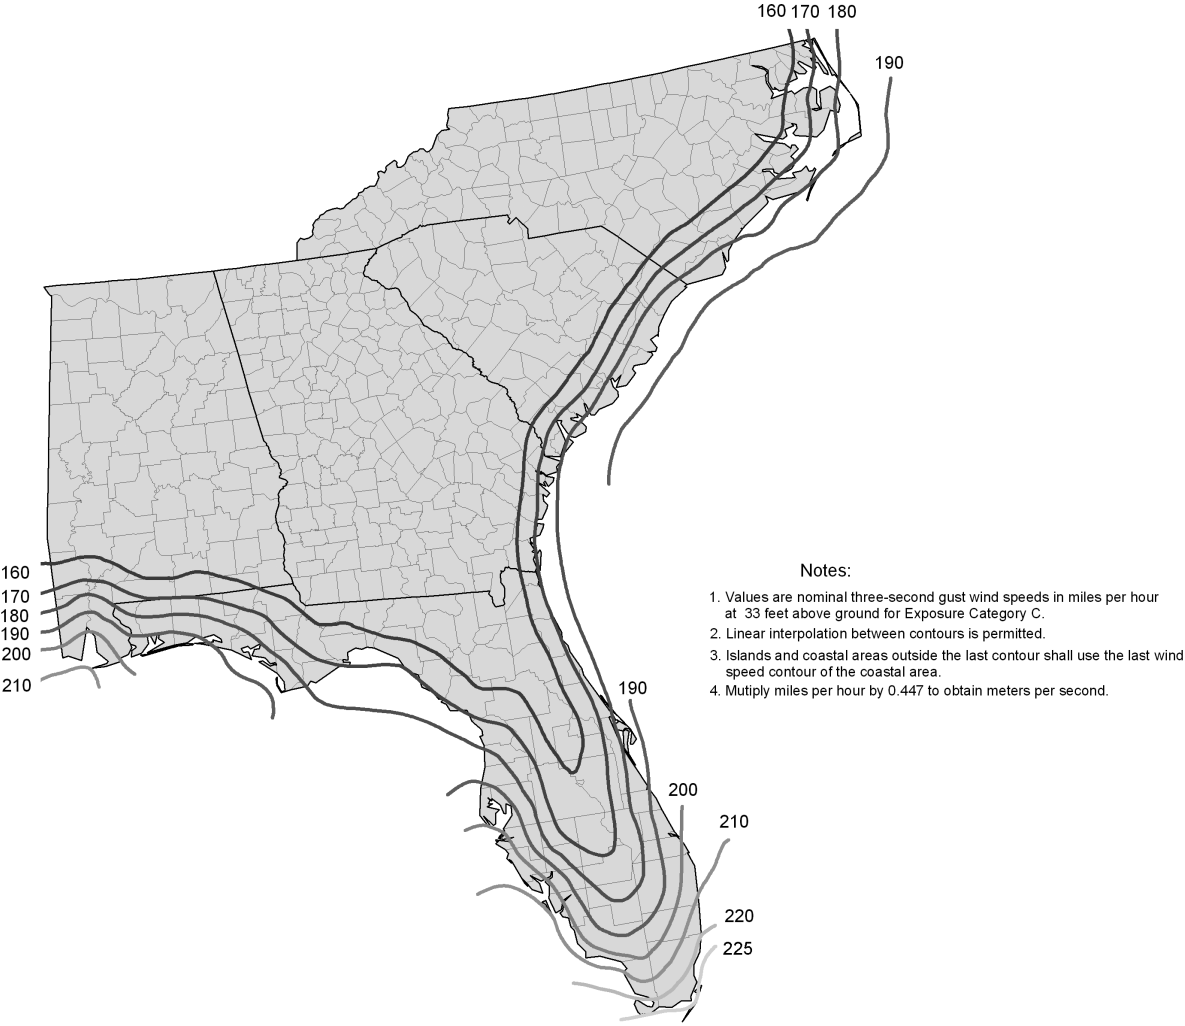 160 170 180
190
160
170
180
190
200
210
Notes:
1. Values are nominal three-second gust wind speeds in miles per hour
at 33 feet above ground for Exposure Category C.
2. Linear interpolation between contours is permitted.
3. Islands and coastal areas outside the last contour shall use the last wind
speed contour of the coastal area.
4. Mutiply miles per hour by 0.447 to obtain meters per second.
190
200
210
220
225